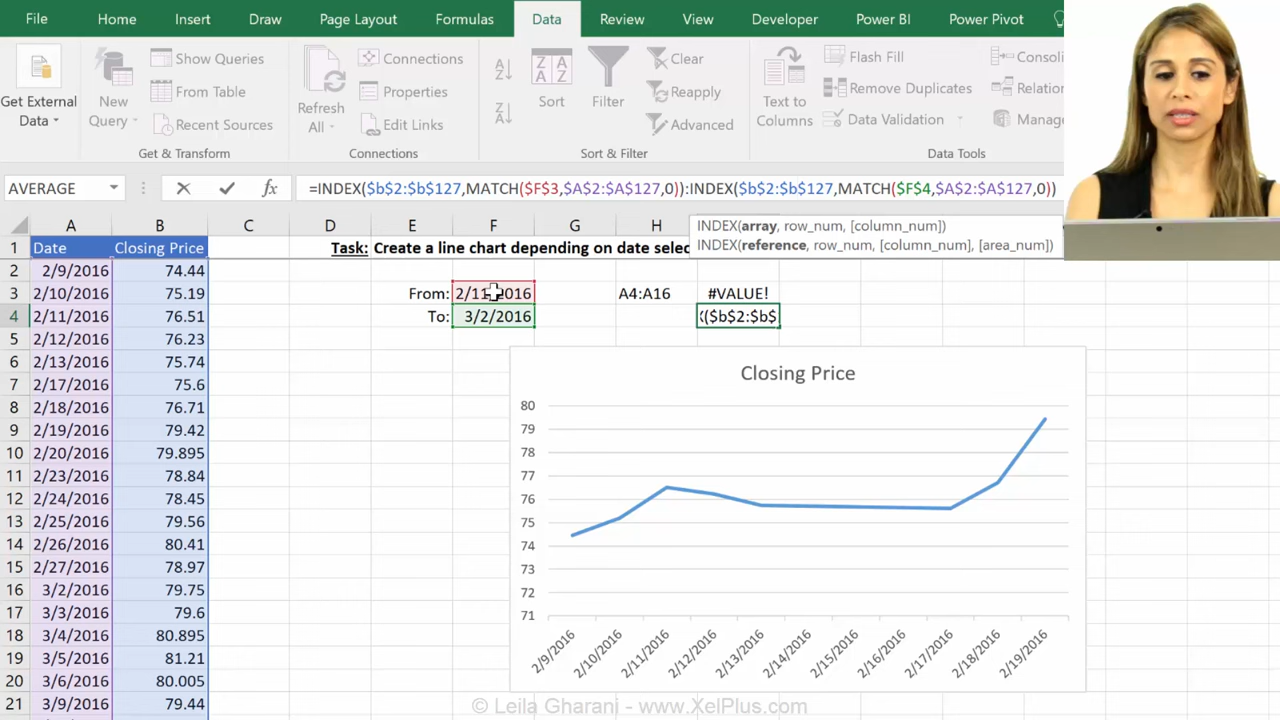 File Home Insert Draw Page Layout Formulas Data Review View Developer Power BI Power Pivot
Get External Data
New Query
Show Queries
From Table
Recent Sources
Get & Transform
Refresh All
Connections
Properties
Edit Links
Connections
Sort
Filter
Clear
Reapply
Advanced
Sort & Filter
Text to Columns
Flash Fill
Remove Duplicates
Data Validation
Consoli
Relation
Manag
Data Tools
AVERAGE fx =INDEX($b$2:$b$127,MATCH($F$3,$A$2:$A$127,0)):INDEX($b$2:$b$127,MATCH($F$4,$A$2:$A$127,0))
INDEX(array, row_num, [column_num])
INDEX(reference, row_num, [column_num], [area_num])
A B C D E F G H
1 Date Closing Price Task: Create a line chart depending on date selec
2 2/9/2016 74.44
3 2/10/2016 75.19 From: 2/11/2016 A4:A16 #VALUE!
4 2/11/2016 76.51 To: 3/2/2016 ($b$2:$b$
5 2/12/2016 76.23
6 2/13/2016 75.74
7 2/17/2016 75.6
8 2/18/2016 76.71
9 2/19/2016 79.42
10 2/20/2016 79.895
11 2/23/2016 78.84
12 2/24/2016 78.45
13 2/25/2016 79.56
14 2/26/2016 80.41
15 2/27/2016 78.97
16 3/2/2016 79.75
17 3/3/2016 79.6
18 3/4/2016 80.895
19 3/5/2016 81.21
20 3/6/2016 80.005
21 3/9/2016 79.44
Closing Price
80
79
78
77
76
75
74
73
72
71
2/9/2016 2/10/2016 2/11/2016 2/12/2016 2/13/2016 2/14/2016 2/15/2016 2/16/2016 2/17/2016 2/18/2016 2/19/2016
© Leila Gharani - www.XelPlus.com